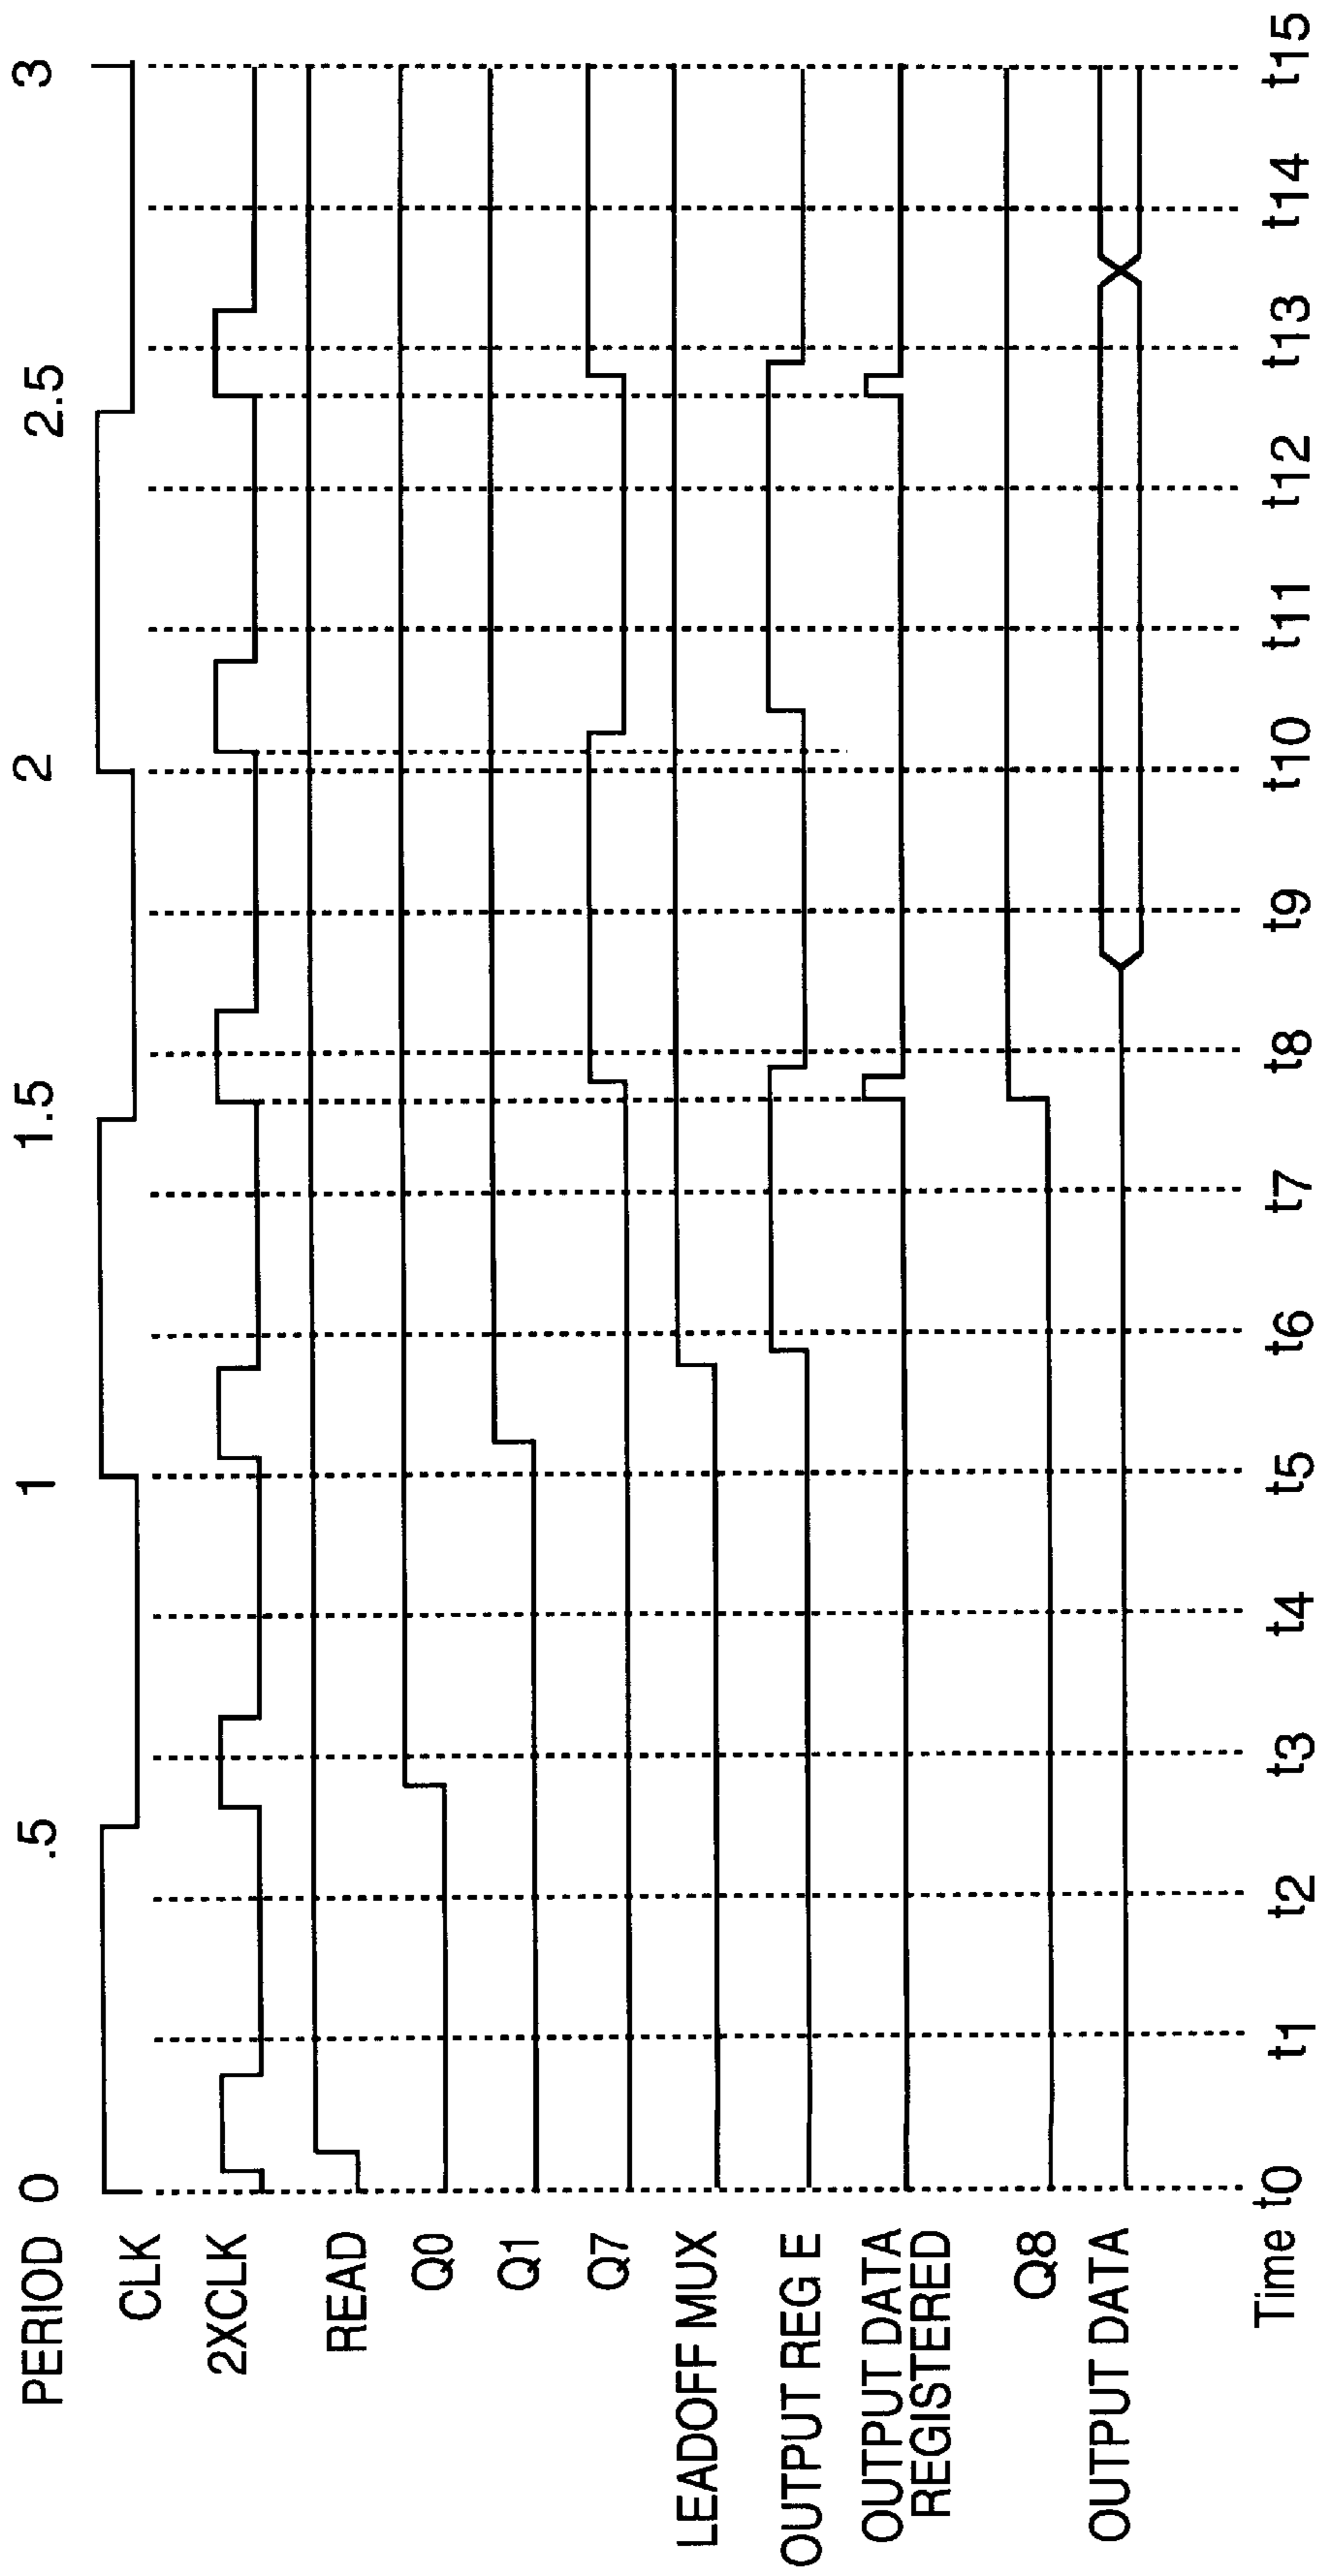 PERIOD 0 .5 1 1.5 2 2.5 3
CLK
2XCLK
READ
Q0
Q1
Q7
LEADOFF MUX
OUTPUT REG E
OUTPUT DATA
REGISTERED
Q8
OUTPUT DATA
Time t0 t1 t2 t3 t4 t5 t6 t7 t8 t9 t10 t11 t12 t13 t14 t15